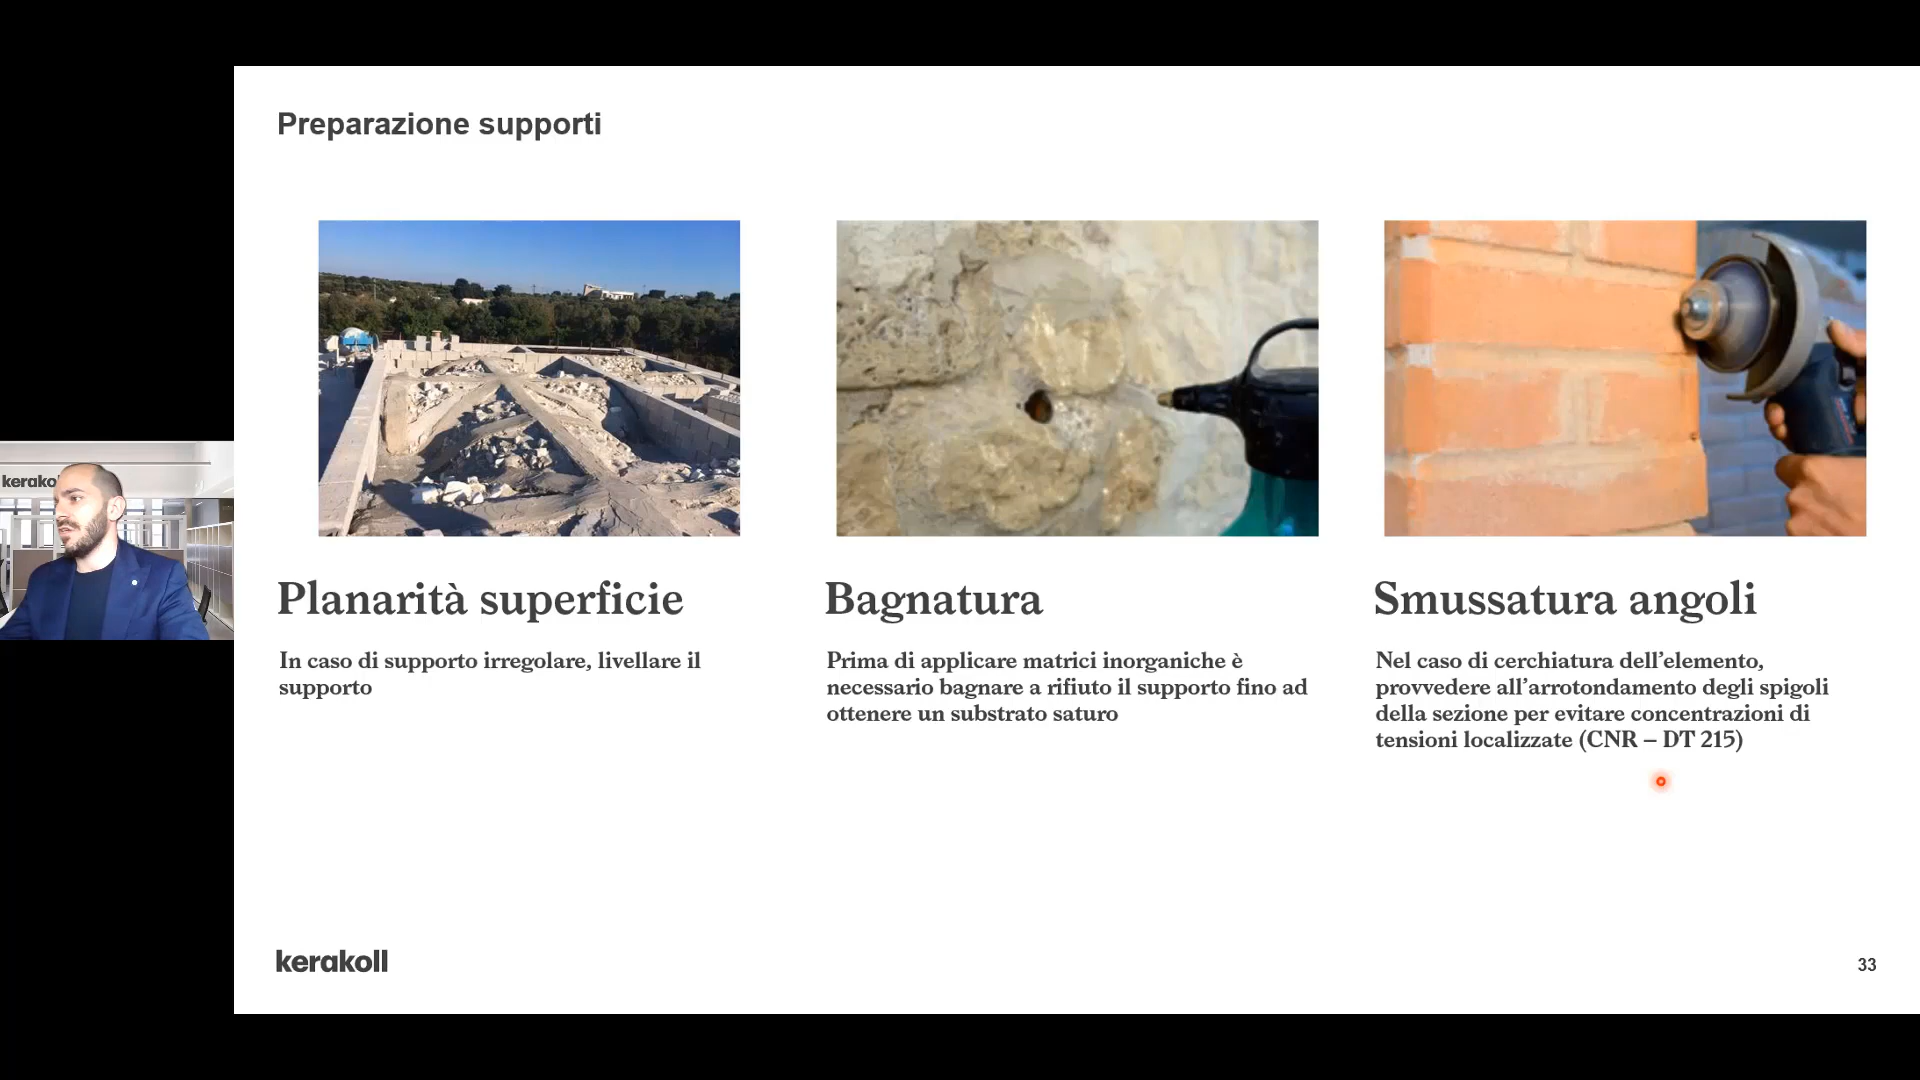 Preparazione supporti
Planarità superficie
In caso di supporto irregolare, livellare il
supporto
Bagnatura
Prima di applicare matrici inorganiche è
necessario bagnare a rifiuto il supporto fino ad
ottenere un substrato saturo
Smussatura angoli
Nel caso di cerchiatura dell’elemento,
provvedere all’arrotondamento degli spigoli
della sezione per evitare concentrazioni di
tensioni localizzate (CNR – DT 215)
kerako
kerakoll
33